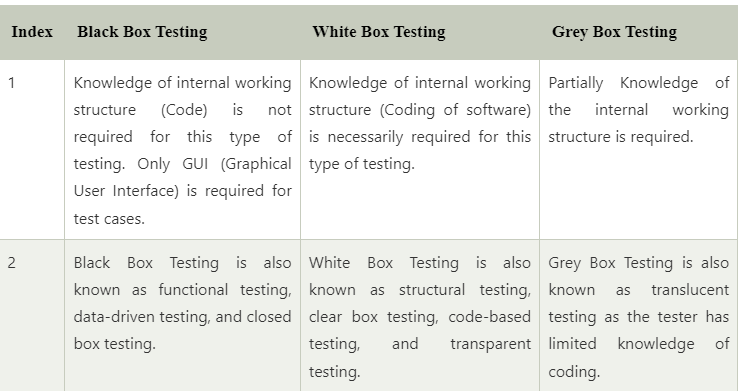 Index Black Box Testing White Box Testing Grey Box Testing
1
Knowledge of internal working
structure (Code) is not
required for this type of
testing. Only GUI (Graphical
User Interface) is required for
test cases.
Knowledge of internal working
structure (Coding of software)
is necessarily required for this
type of testing.
Partially Knowledge of
the internal working
structure is required.
2
Black Box Testing is also
known as functional testing,
data-driven testing, and closed
box testing.
White Box Testing is also
known as structural testing,
clear box testing, code-based
testing, and transparent
testing.
Grey Box Testing is also
known as translucent
testing as the tester has
limited knowledge of
coding.